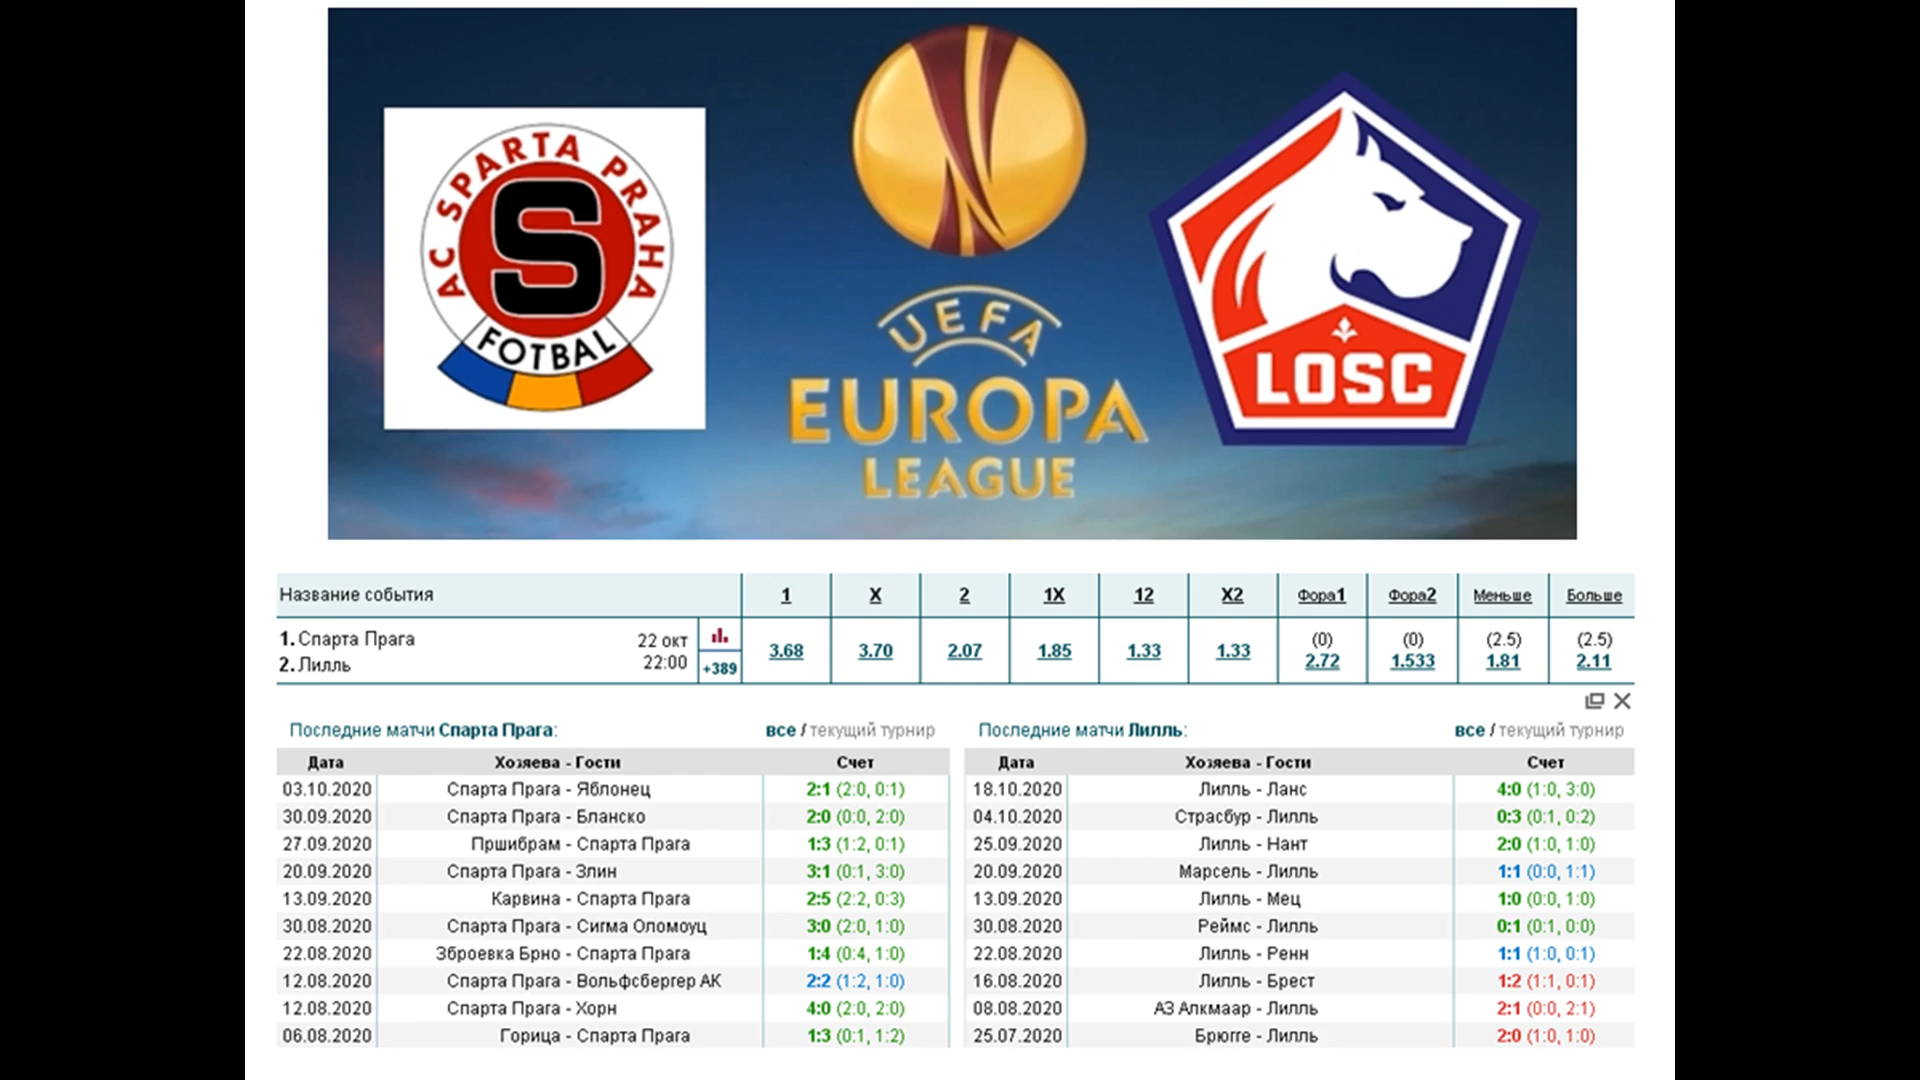 AC SPARTA PRAHA
FOTBAL
UEFA
EUROPA
LEAGUE
LOSC
Название события 1 X 2 1X 12 X2 Фора1 Фора2 Меньше Больше
1. Спарта Прага 22 окт
2. Лилль 22:00 +389
3.68 3.70 2.07 1.85 1.33 1.33 (0) 2.72 (0) 1.533 (2.5) 1.81 (2.5) 2.11
Последние матчи Спарта Прага: все / текущий турнир
Дата Хозяева - Гости Счет
03.10.2020 Спарта Прага - Яблонец 2:1 (2:0, 0:1)
30.09.2020 Спарта Прага - Бланско 2:0 (0:0, 2:0)
27.09.2020 Пршибрам - Спарта Прага 1:3 (1:2, 0:1)
20.09.2020 Спарта Прага - Злин 3:1 (0:1, 3:0)
13.09.2020 Карвина - Спарта Прага 2:5 (2:2, 0:3)
30.08.2020 Спарта Прага - Сигма Оломоуц 3:0 (2:0, 1:0)
22.08.2020 Зброевка Брно - Спарта Прага 1:4 (0:4, 1:0)
12.08.2020 Спарта Прага - Вольфсбергер АК 2:2 (1:2, 1:0)
12.08.2020 Спарта Прага - Хорн 4:0 (2:0, 2:0)
06.08.2020 Горица - Спарта Прага 1:3 (0:1, 1:2)
Последние матчи Лилль: все / текущий турнир
Дата Хозяева - Гости Счет
18.10.2020 Лилль - Ланс 4:0 (1:0, 3:0)
04.10.2020 Страсбур - Лилль 0:3 (0:1, 0:2)
25.09.2020 Лилль - Нант 2:0 (1:0, 1:0)
20.09.2020 Марсель - Лилль 1:1 (0:0, 1:1)
13.09.2020 Лилль - Мец 1:0 (0:0, 1:0)
30.08.2020 Реймс - Лилль 0:1 (0:1, 0:0)
22.08.2020 Лилль - Ренн 1:1 (1:0, 0:1)
16.08.2020 Лилль - Брест 1:2 (1:1, 0:1)
08.08.2020 АЗ Алкмаар - Лилль 2:1 (0:0, 2:1)
25.07.2020 Брюгге - Лилль 2:0 (1:0, 1:0)